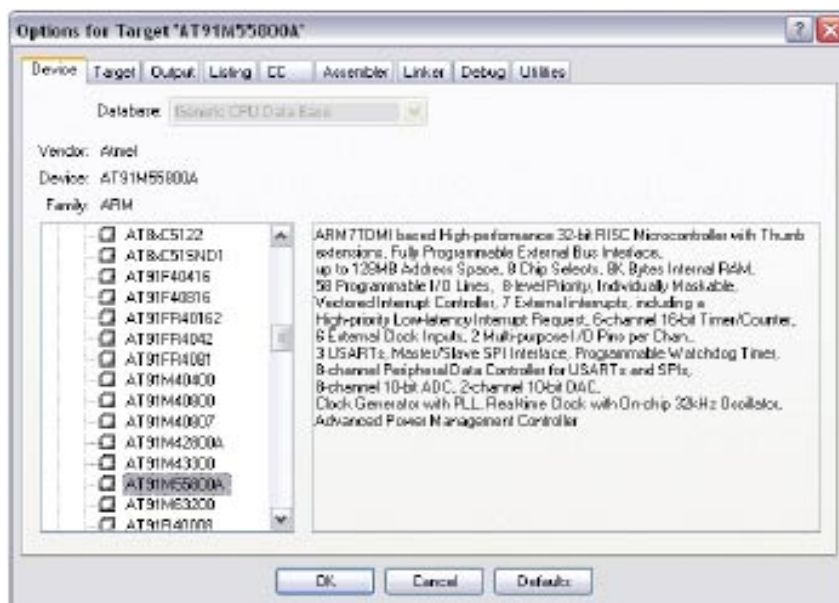 Options for Target 'AT91M55800A'
Device Target Output Listing CC Assembler Linker Debug Utilities
Database: Generic CPU Data Base
Vendor: Atmel
Device: AT91M55800A
Family: ARM
AT8xC5122
AT8xC51SND1
AT91F40416
AT91F40816
AT91FR40162
AT91FR4042
AT91FR4081
AT91M40400
AT91M40800
AT91M40807
AT91M42800A
AT91M43300
AT91M55800A
AT91M63200
AT91R40008
ARM7TDMI based High-performance 32-bit RISC Microcontroller with Thumb
extensions, Fully Programmable External Bus Interface,
up to 128MB Address Space, 8 Chip Selects, 8K Bytes Internal RAM,
58 Programmable I/O Lines, 8-level Priority, Individually Maskable,
Vectored Interrupt Controller, 7 External interrupts, including a
High-priority Low-latency Interrupt Request, 6-channel 16-bit Timer/Counter,
6 External Clock Inputs, 2 Multi-purpose I/O Pins per Chan.,
3 USARTs, Master/Slave SPI Interface, Programmable Watchdog Timer,
8-channel Peripheral Data Controller for USARTs and SPIs,
8-channel 10-bit ADC, 2-channel 10-bit DAC,
Clock Generator with PLL, Real-time Clock with On-chip 32kHz Oscillator,
Advanced Power Management Controller
OK Cancel Defaults